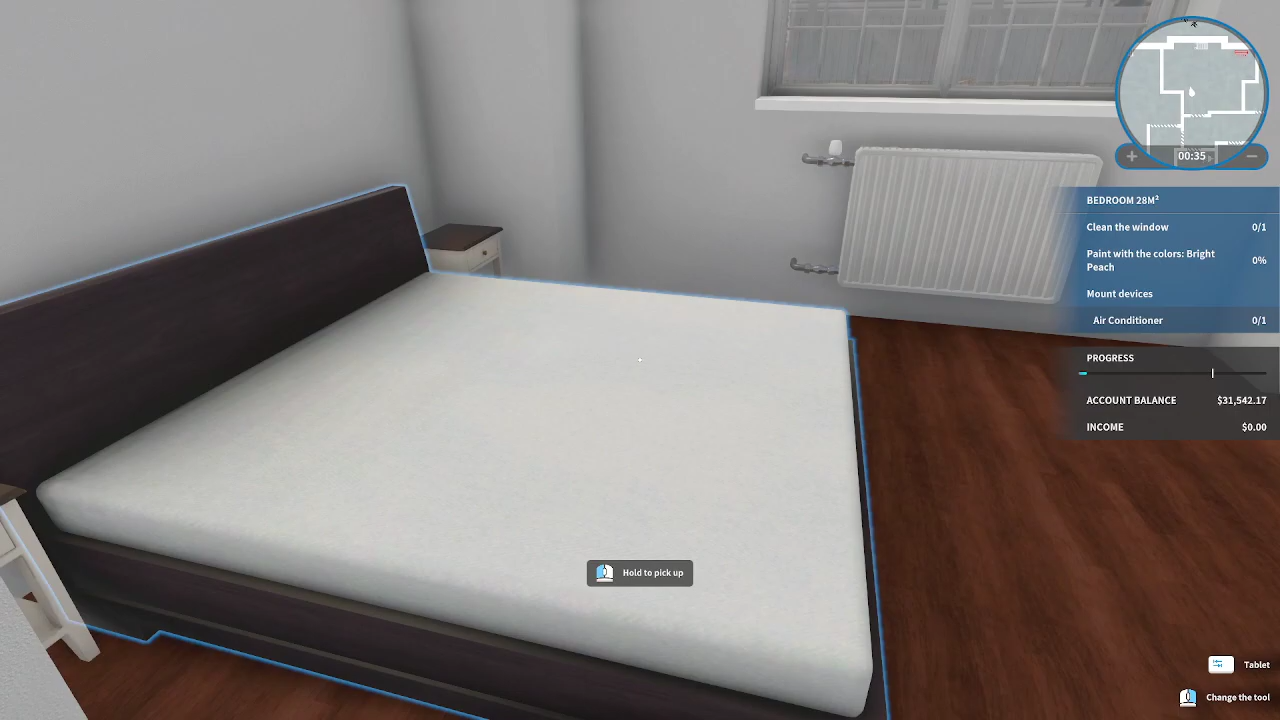 00:35
BEDROOM 28M²
Clean the window 0/1
Paint with the colors: Bright
Peach 0%
Mount devices
Air Conditioner 0/1
PROGRESS
ACCOUNT BALANCE $31,542.17
INCOME $0.00
Hold to pick up
Tablet
Change the tool